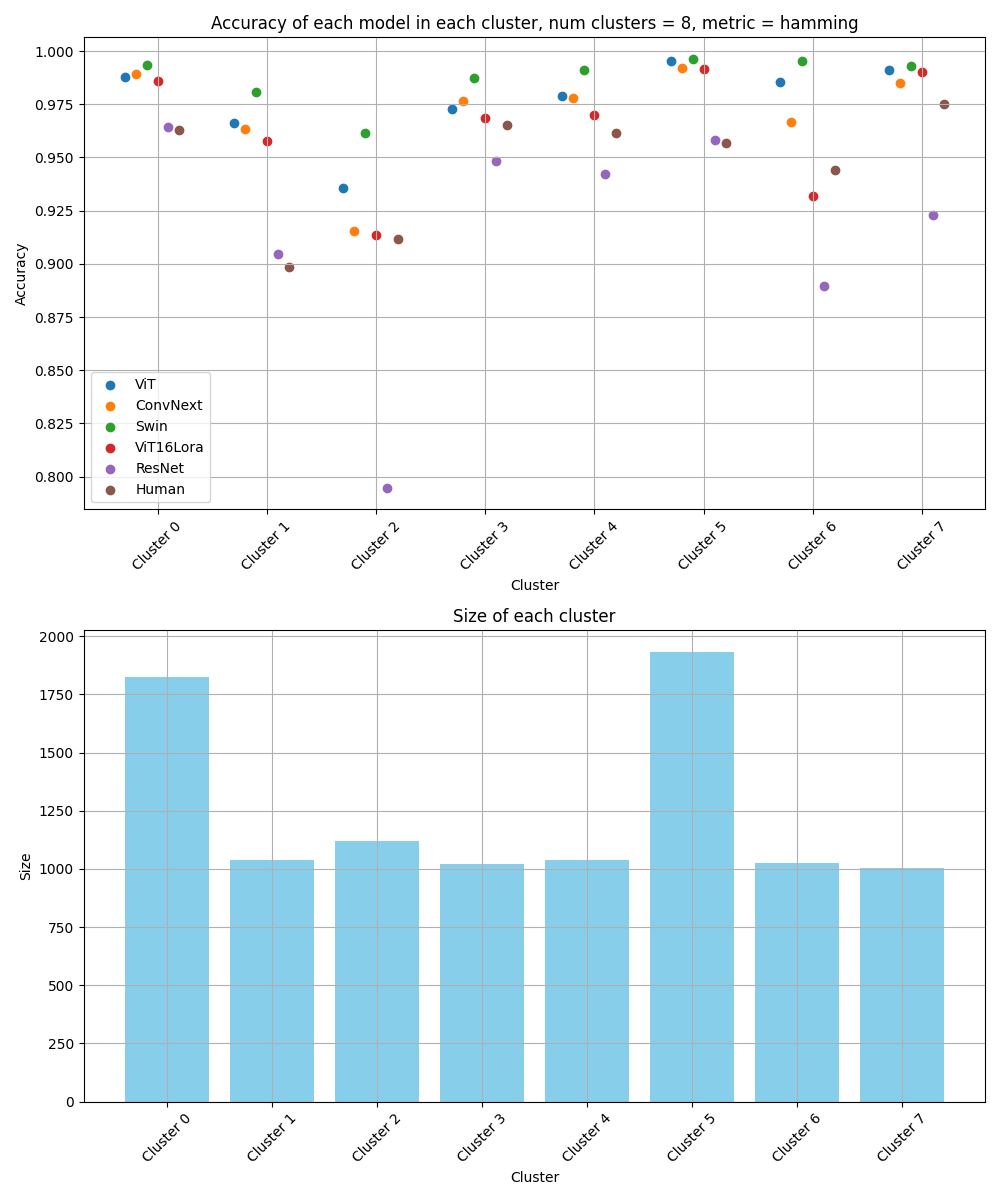 Accuracy of each model in each cluster, num clusters = 8, metric = hamming
1.000
0.975
0.950
0.925
0.900
0.875
0.850
0.825
0.800
Accuracy
ViT
ConvNext
Swin
ViT16Lora
ResNet
Human
Cluster 0
Cluster 1
Cluster 2
Cluster 3
Cluster 4
Cluster 5
Cluster 6
Cluster 7
Cluster
Size of each cluster
2000
1750
1500
1250
1000
750
500
250
0
Size
Cluster 0
Cluster 1
Cluster 2
Cluster 3
Cluster 4
Cluster 5
Cluster 6
Cluster 7
Cluster